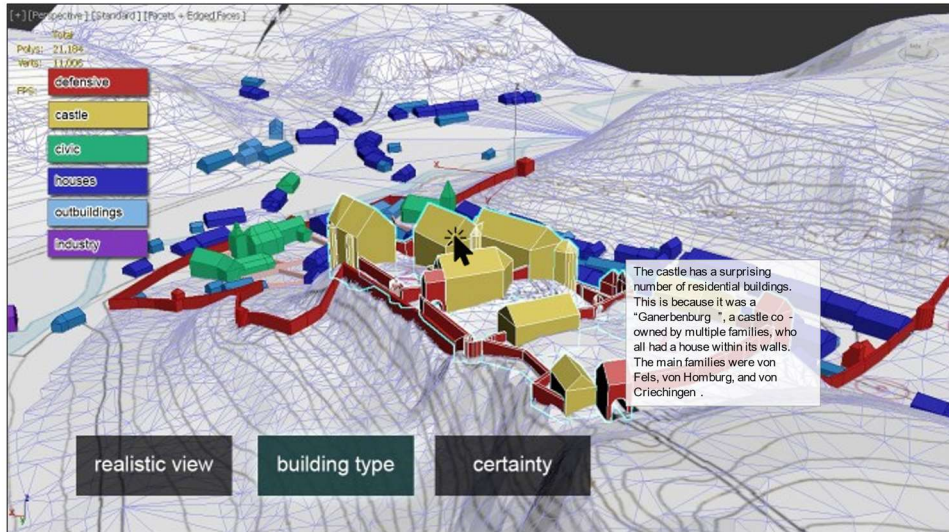 [+] [Perspective] [Standard] [Facets + Edged Faces]
Total
Polys: 21,184
Verts: 11,006
FPS:
defensive
castle
civic
houses
outbuildings
industry
The castle has a surprising
number of residential buildings.
This is because it was a
“Ganerbenburg ”, a castle co -
owned by multiple families, who
all had a house within its walls.
The main families were von
Fels, von Homburg, and von
Criechingen .
realistic view
building type
certainty
x
z
x
y